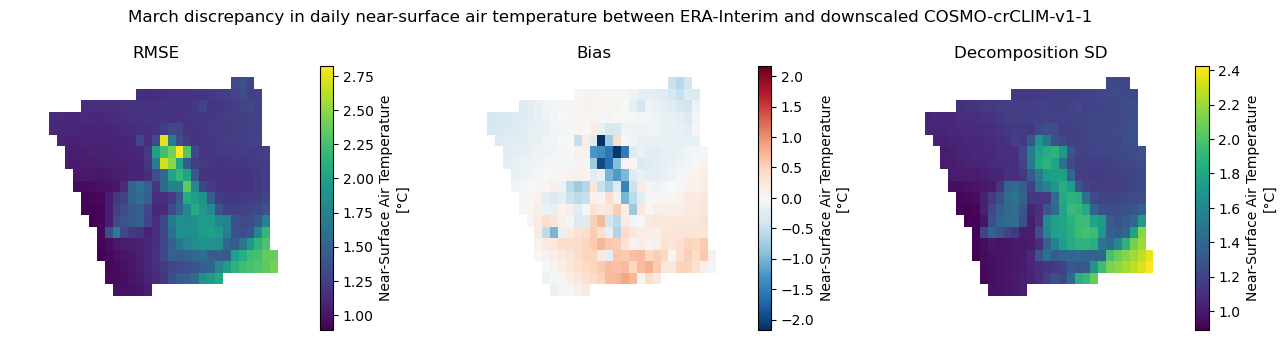 March discrepancy in daily near-surface air temperature between ERA-Interim and downscaled COSMO-crCLIM-v1-1
RMSE
2.75
2.50
2.25
2.00
1.75
1.50
1.25
1.00
Near-Surface Air Temperature
[°C]
Bias
2.0
1.5
1.0
0.5
0.0
−0.5
−1.0
−1.5
−2.0
Near-Surface Air Temperature
[°C]
Decomposition SD
2.4
2.2
2.0
1.8
1.6
1.4
1.2
1.0
Near-Surface Air Temperature
[°C]